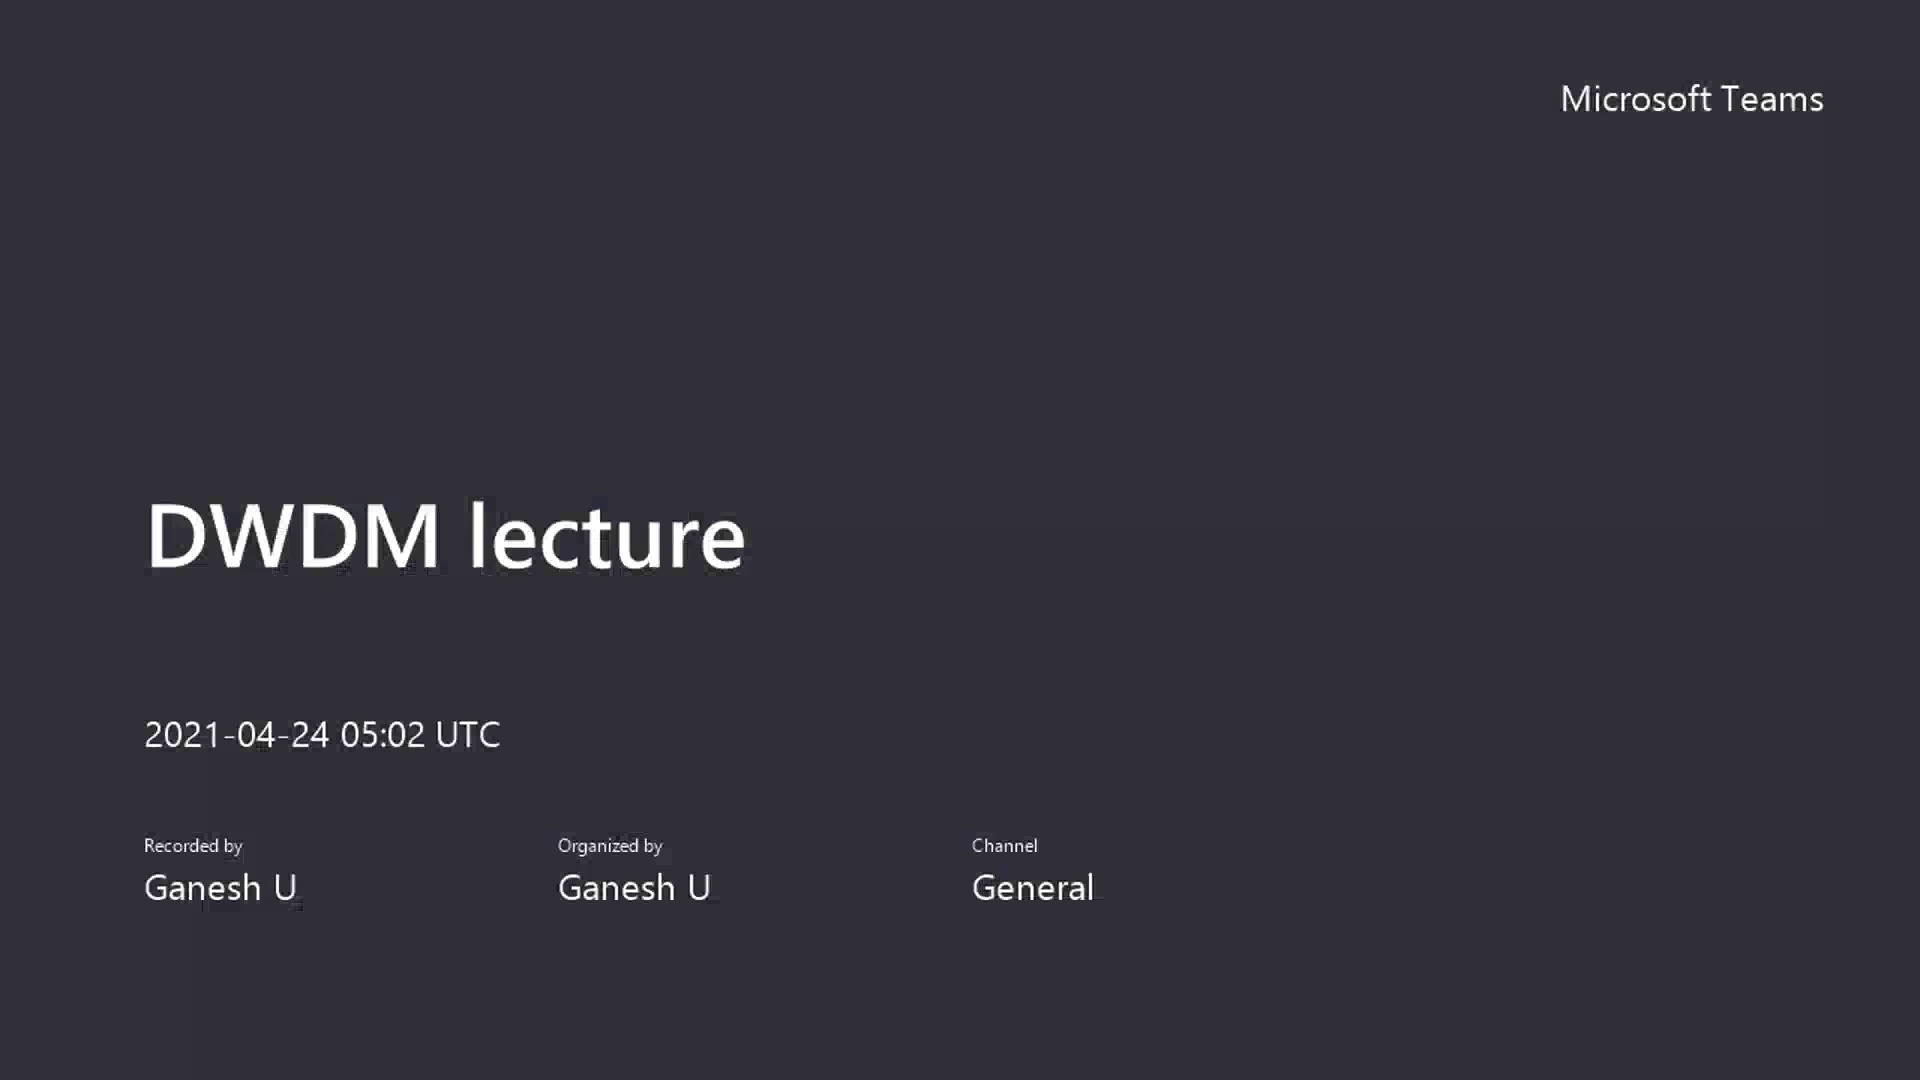 Microsoft Teams
DWDM lecture
2021-04-24 05:02 UTC
Recorded by
Ganesh U
Organized by
Ganesh U
Channel
General